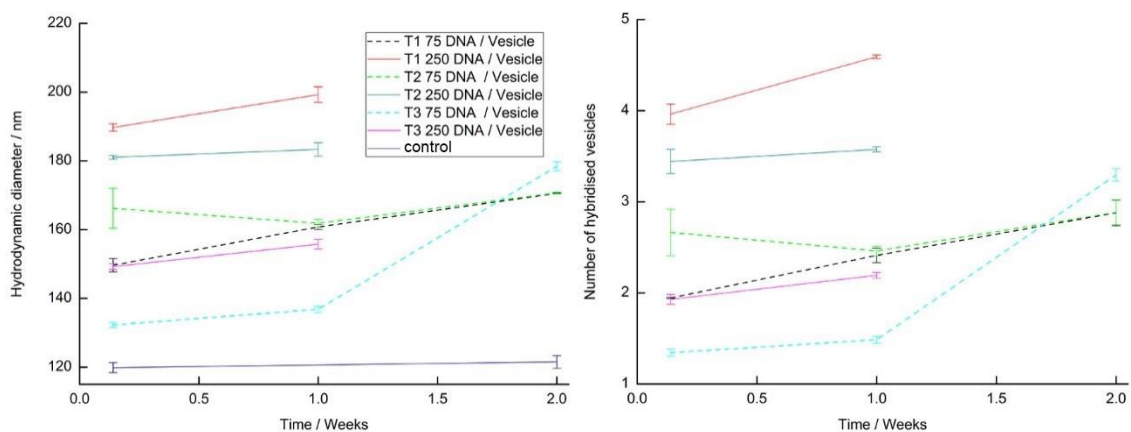 220
200
180
160
140
120
Hydrodynamic diameter / nm
0.0 0.5 1.0 1.5 2.0
Time / Weeks
T1 75 DNA / Vesicle
T1 250 DNA / Vesicle
T2 75 DNA / Vesicle
T2 250 DNA / Vesicle
T3 75 DNA / Vesicle
T3 250 DNA / Vesicle
control
5
4
3
2
1
Number of hybridised vesicles
0.0 0.5 1.0 1.5 2.0
Time / Weeks